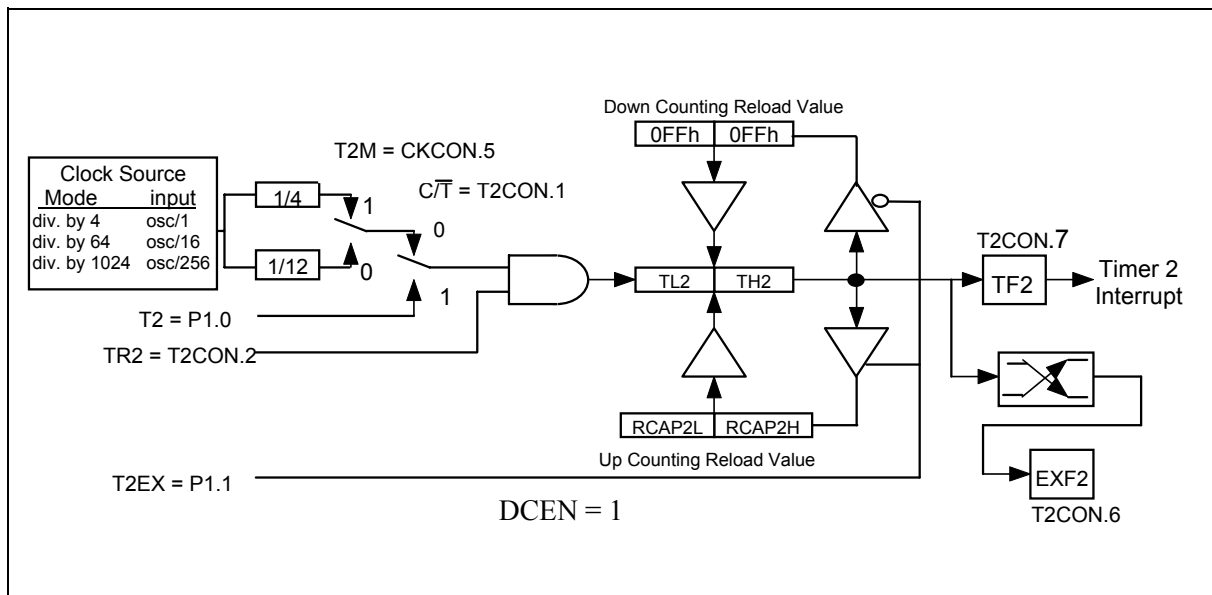 Down Counting Reload Value
0FFh 0FFh
T2M = CKCON.5
Clock Source
Mode input
div. by 4 osc/1
div. by 64 osc/16
div. by 1024 osc/256
C/T̅ = T2CON.1
1/4
1
0
1/12
0
1
T2CON.7
TL2 TH2
TF2
Timer 2
Interrupt
T2 = P1.0
TR2 = T2CON.2
RCAP2L RCAP2H
Up Counting Reload Value
T2EX = P1.1
EXF2
DCEN = 1
T2CON.6